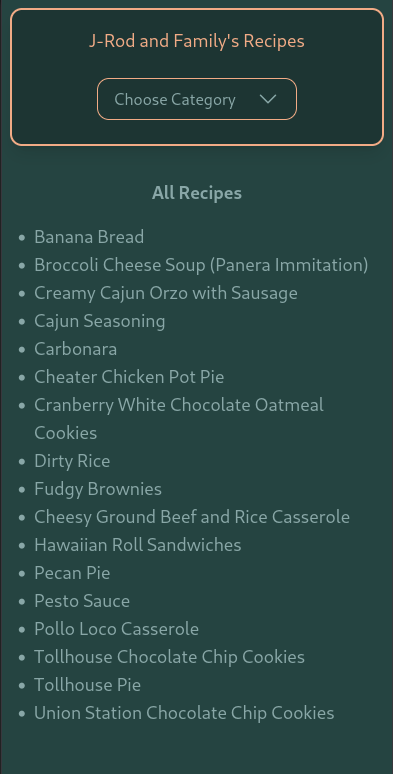 J-Rod and Family's Recipes
Choose Category
All Recipes
• Banana Bread
• Broccoli Cheese Soup (Panera Immitation)
• Creamy Cajun Orzo with Sausage
• Cajun Seasoning
• Carbonara
• Cheater Chicken Pot Pie
• Cranberry White Chocolate Oatmeal
Cookies
• Dirty Rice
• Fudgy Brownies
• Cheesy Ground Beef and Rice Casserole
• Hawaiian Roll Sandwiches
• Pecan Pie
• Pesto Sauce
• Pollo Loco Casserole
• Tollhouse Chocolate Chip Cookies
• Tollhouse Pie
• Union Station Chocolate Chip Cookies